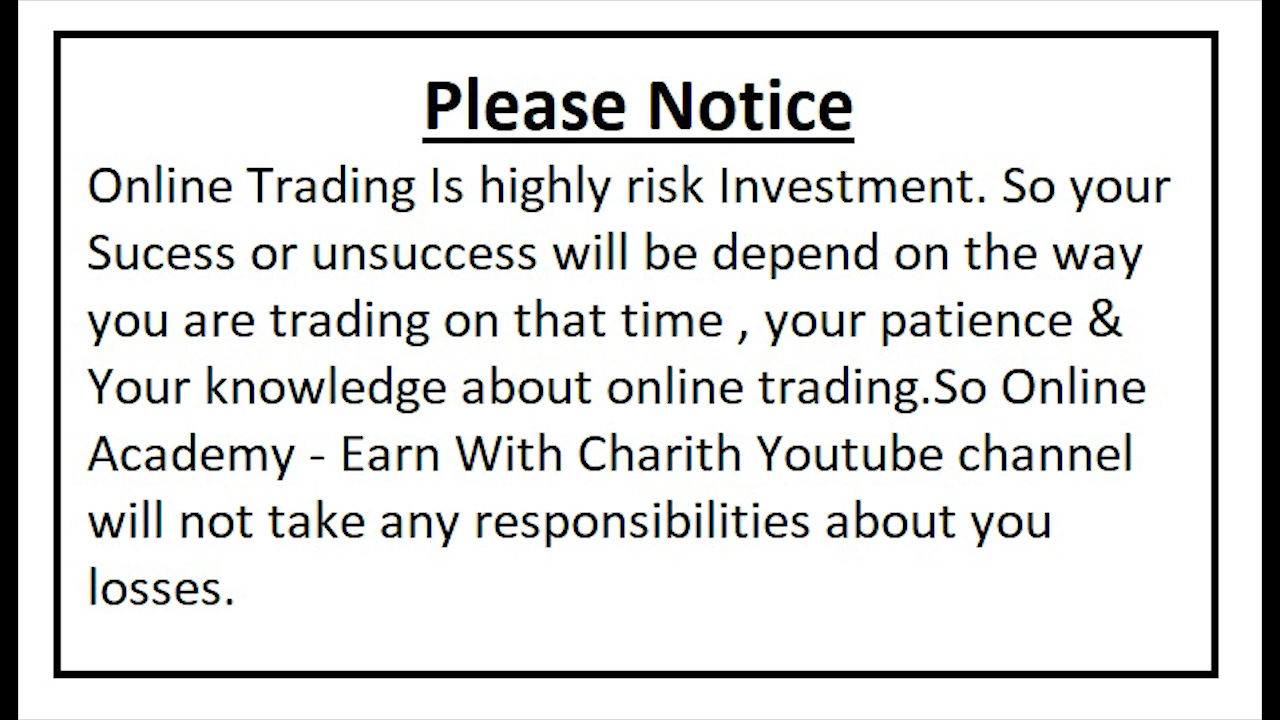 Please Notice
Online Trading Is highly risk Investment. So your
Sucess or unsuccess will be depend on the way
you are trading on that time , your patience &
Your knowledge about online trading.So Online
Academy - Earn With Charith Youtube channel
will not take any responsibilities about you
losses.